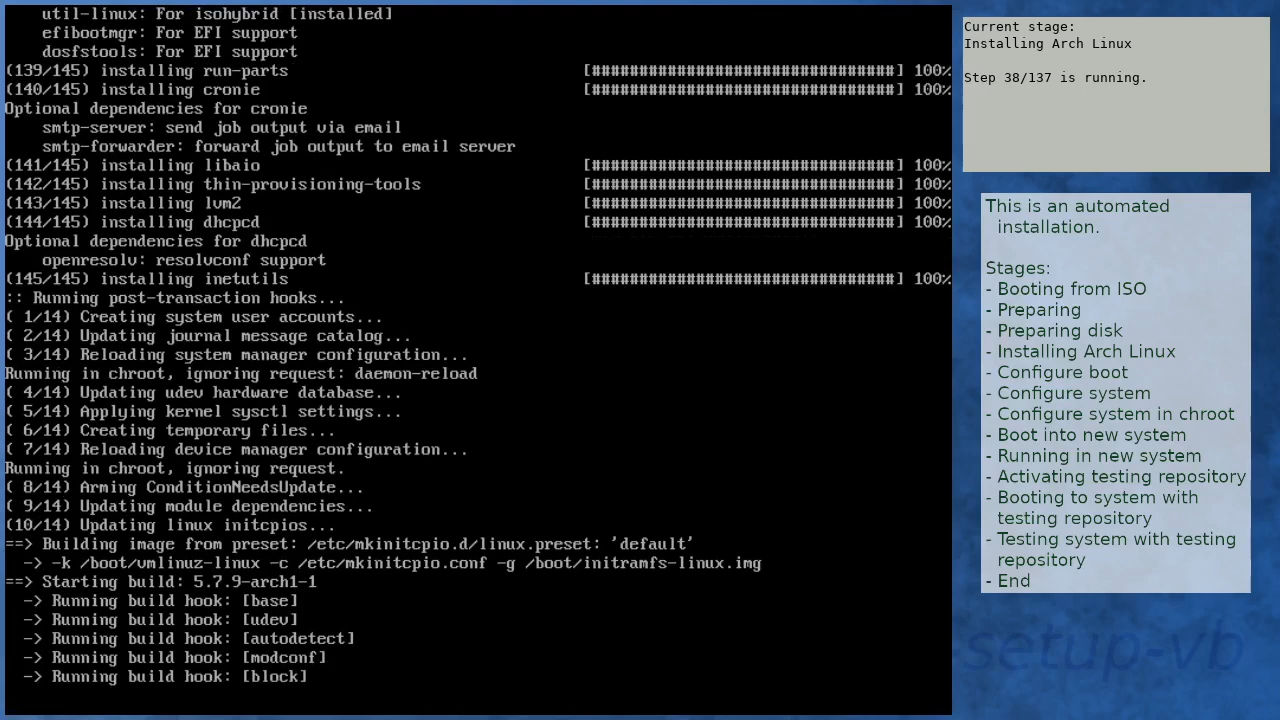 util-linux: For isohybrid [installed]
efibootmgr: For EFI support
dosfstools: For EFI support
(139/145) installing run-parts [################################] 100%
(140/145) installing cronie [################################] 100%
Optional dependencies for cronie
smtp-server: send job output via email
smtp-forwarder: forward job output to email server
(141/145) installing libaio [################################] 100%
(142/145) installing thin-provisioning-tools [################################] 100%
(143/145) installing lvm2 [################################] 100%
(144/145) installing dhcpcd [################################] 100%
Optional dependencies for dhcpcd
openresolv: resolvconf support
(145/145) installing inetutils [################################] 100%
:: Running post-transaction hooks...
( 1/14) Creating system user accounts...
( 2/14) Updating journal message catalog...
( 3/14) Reloading system manager configuration...
Running in chroot, ignoring request: daemon-reload
( 4/14) Updating udev hardware database...
( 5/14) Applying kernel sysctl settings...
( 6/14) Creating temporary files...
( 7/14) Reloading device manager configuration...
Running in chroot, ignoring request.
( 8/14) Arming ConditionNeedsUpdate...
( 9/14) Updating module dependencies...
(10/14) Updating linux initcpios...
==> Building image from preset: /etc/mkinitcpio.d/linux.preset: 'default'
-> -k /boot/vmlinuz-linux -c /etc/mkinitcpio.conf -g /boot/initramfs-linux.img
==> Starting build: 5.7.9-arch1-1
-> Running build hook: [base]
-> Running build hook: [udev]
-> Running build hook: [autodetect]
-> Running build hook: [modconf]
-> Running build hook: [block]
Current stage:
Installing Arch Linux
Step 38/137 is running.
This is an automated
installation.
Stages:
- Booting from ISO
- Preparing
- Preparing disk
- Installing Arch Linux
- Configure boot
- Configure system
- Configure system in chroot
- Boot into new system
- Running in new system
- Activating testing repository
- Booting to system with
testing repository
- Testing system with testing
repository
- End
setup-vb